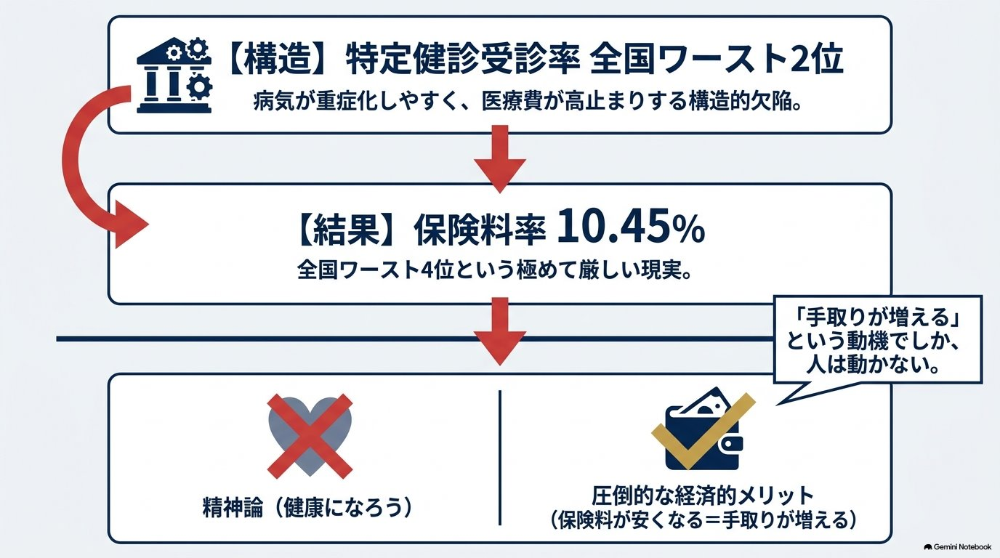 【構造】特定健診受診率 全国ワースト2位
病気が重症化しやすく、医療費が高止まりする構造的欠陥。
【結果】保険料率 10.45%
全国ワースト4位という極めて厳しい現実。
「手取りが増える」
という動機でしか、
人は動かない。
精神論（健康になろう）
圧倒的な経済的メリット
（保険料が安くなる＝手取りが増える）
Gemini Notebook